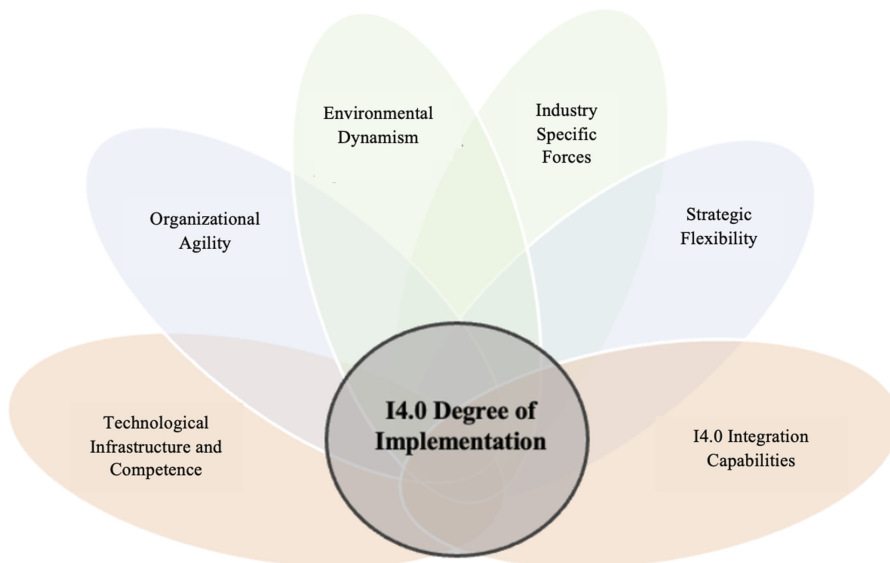 Environmental
Dynamism
Industry
Specific
Forces
Organizational
Agility
Strategic
Flexibility
Technological
Infrastructure and
Competence
I4.0 Degree of
Implementation
I4.0 Integration
Capabilities